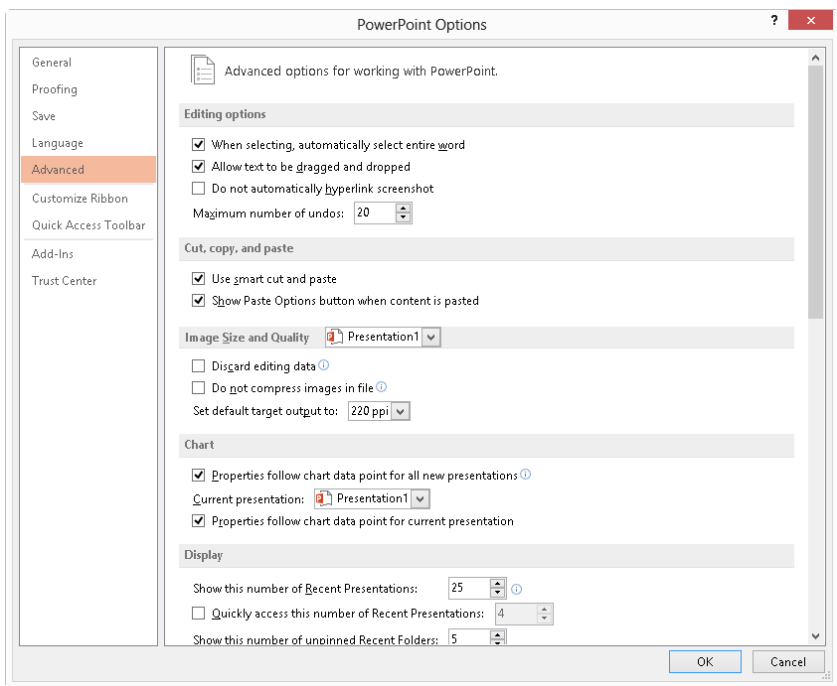 PowerPoint Options
?
General
Proofing
Save
Language
Advanced
Customize Ribbon
Quick Access Toolbar
Add-Ins
Trust Center
Advanced options for working with PowerPoint.
Editing options
When selecting, automatically select entire word
Allow text to be dragged and dropped
Do not automatically hyperlink screenshot
Maximum number of undos: 20
Cut, copy, and paste
Use smart cut and paste
Show Paste Options button when content is pasted
Image Size and Quality Presentation1
Discard editing data
Do not compress images in file
Set default target output to: 220 ppi
Chart
Properties follow chart data point for all new presentations
Current presentation: Presentation1
Properties follow chart data point for current presentation
Display
Show this number of Recent Presentations: 25
Quickly access this number of Recent Presentations: 4
Show this number of unpinned Recent Folders: 5
OK Cancel